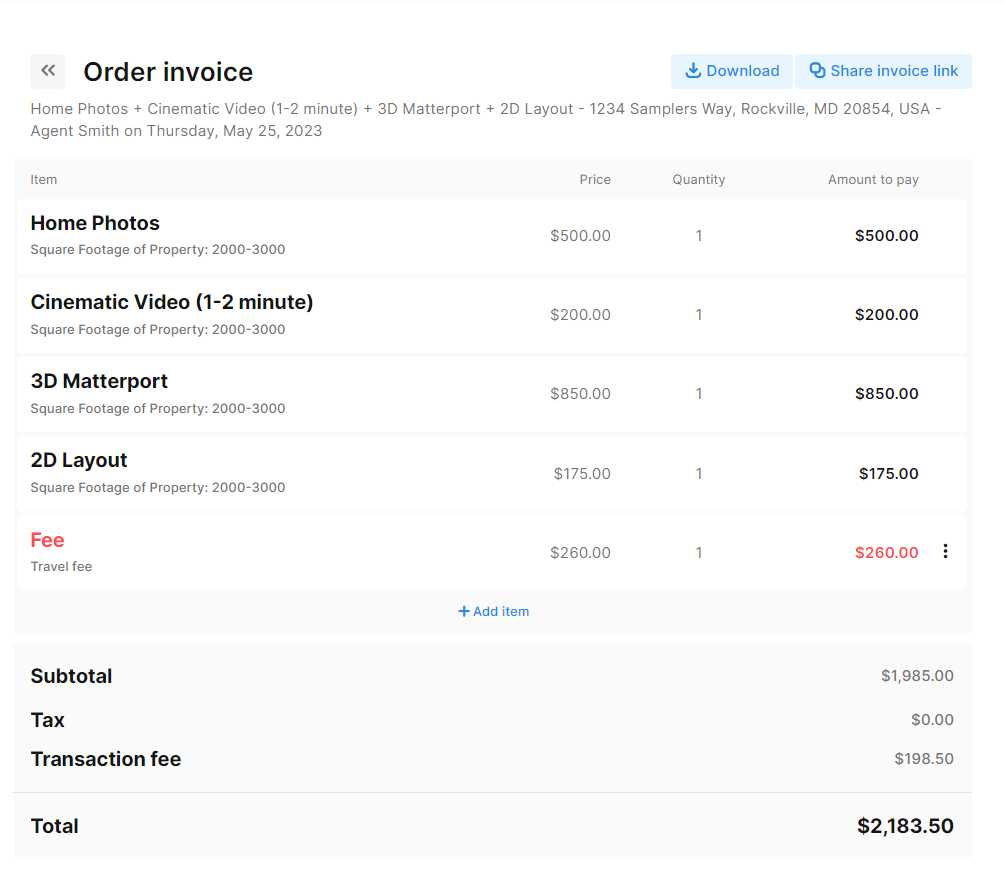 Order invoice
Download
Share invoice link
Home Photos + Cinematic Video (1-2 minute) + 3D Matterport + 2D Layout - 1234 Samplers Way, Rockville, MD 20854, USA -
Agent Smith on Thursday, May 25, 2023
Item Price Quantity Amount to pay
Home Photos
Square Footage of Property: 2000-3000
$500.00 1 $500.00
Cinematic Video (1-2 minute)
Square Footage of Property: 2000-3000
$200.00 1 $200.00
3D Matterport
Square Footage of Property: 2000-3000
$850.00 1 $850.00
2D Layout
Square Footage of Property: 2000-3000
$175.00 1 $175.00
Fee
Travel fee
$260.00 1 $260.00
+ Add item
Subtotal $1,985.00
Tax $0.00
Transaction fee $198.50
Total $2,183.50